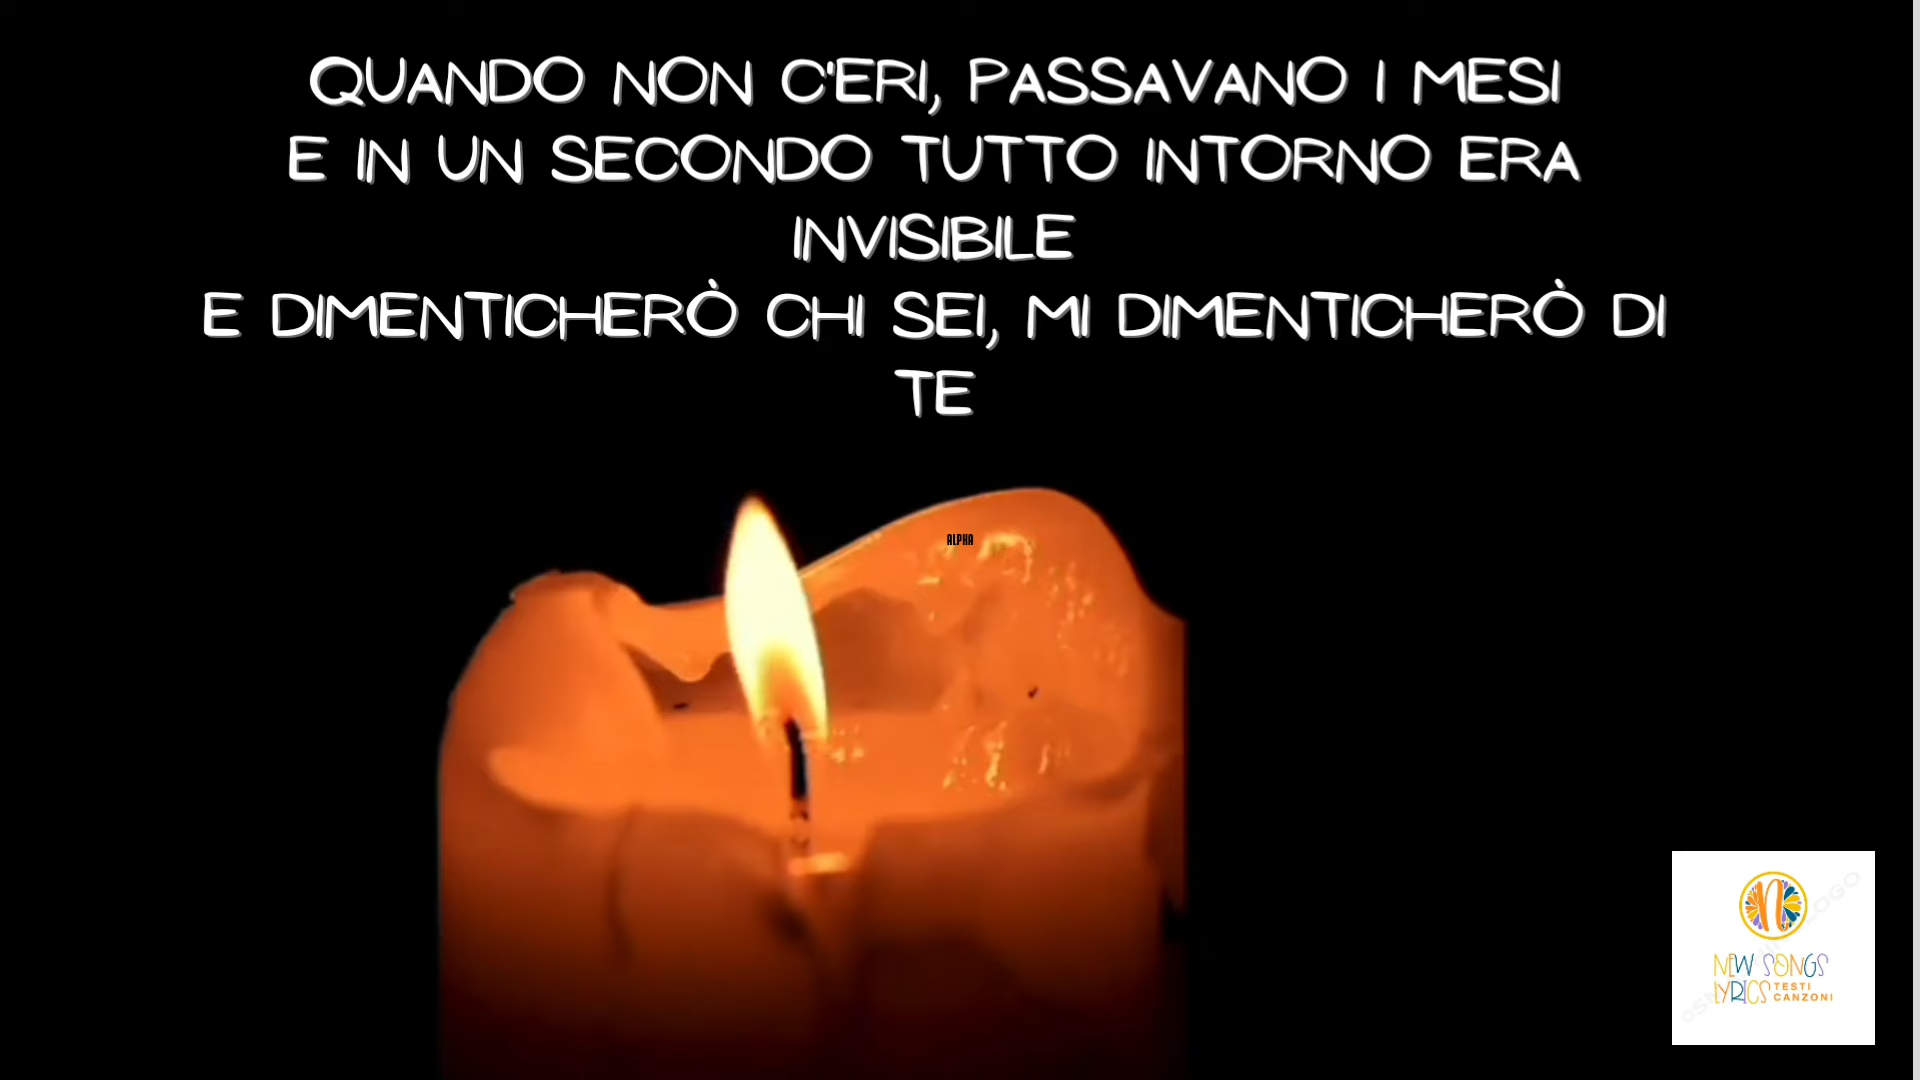 QUANDO NON C'ERI, PASSAVANO I MESI
E IN UN SECONDO TUTTO INTORNO ERA
INVISIBILE
E DIMENTICHERÒ CHI SEI, MI DIMENTICHERÒ DI
TE
ALPHA
n
NEW SONGS
LYRICS TESTI
CANZONI